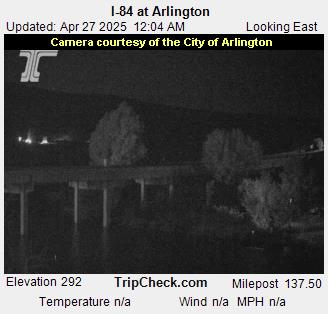 I-84 at Arlington
Updated: Apr 27 2025 12:04 AM Looking East
Camera courtesy of the City of Arlington
Elevation 292 TripCheck.com Milepost 137.50
Temperature n/a Wind n/a MPH n/a